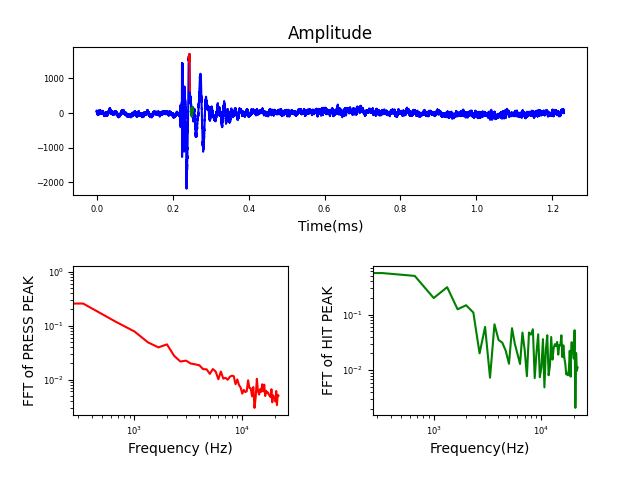 Amplitude
1000
0
−1000
−2000
0.0 0.2 0.4 0.6 0.8 1.0 1.2
Time(ms)
FFT of PRESS PEAK
10⁰
10⁻¹
10⁻²
10³ 10⁴
Frequency (Hz)
FFT of HIT PEAK
10⁻¹
10⁻²
10³ 10⁴
Frequency(Hz)